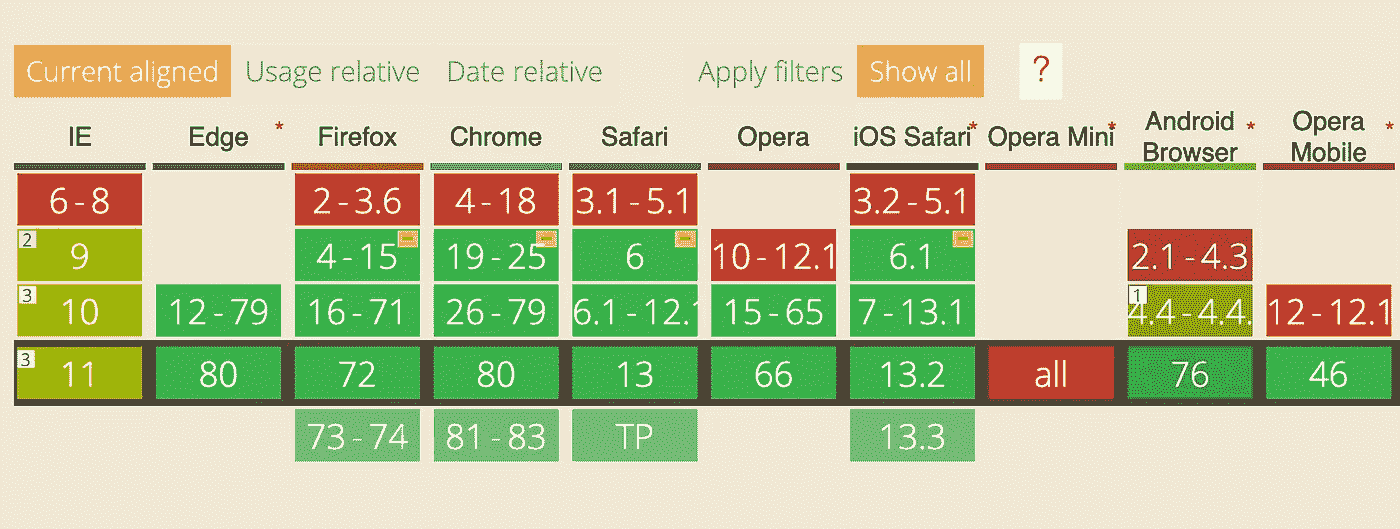 Current aligned Usage relative Date relative Apply filters Show all ?
IE Edge * Firefox Chrome Safari Opera iOS Safari * Opera Mini * Android Browser * Opera Mobile *
6 - 8 2 - 3.6 4 - 18 3.1 - 5.1 3.2 - 5.1
2 9 4 - 15 19 - 25 6 10 - 12.1 6.1 2.1 - 4.3
3 10 12 - 79 16 - 71 26 - 79 6.1 - 12.1 15 - 65 7 - 13.1 1 4.4 - 4.4. 12 - 12.1
3 11 80 72 80 13 66 13.2 all 76 46
73 - 74 81 - 83 TP 13.3